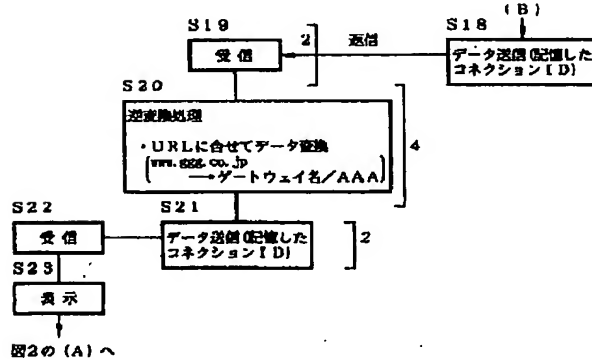 (B)
S18
データ送信(記憶した
コネクションID)
返信
S19
受信
2
S20
逆変換処理
・URLに合せてデータ変換
www.ggg.co.jp
→ゲートウェイ名/AAA
4
S21
データ送信(記憶した
コネクションID)
2
S22
受信
S23
表示
図2の(A)へ